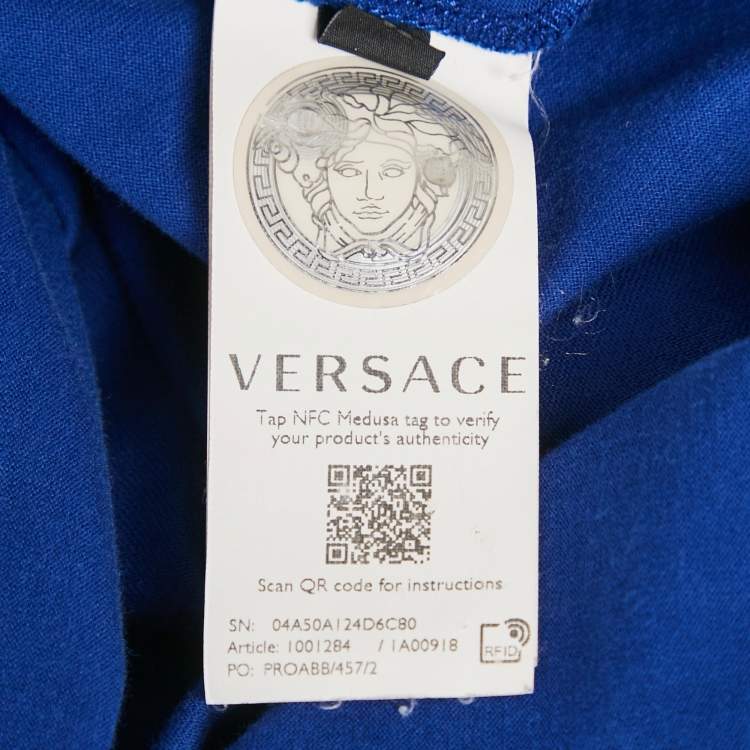 VERSACE
Tap NFC Medusa tag to verify
your product's authenticity
Scan QR code for instructions
SN: 04A50A124D6C80
Article: 1001284 / 1A00918
PO: PROABB/457/2
RFID